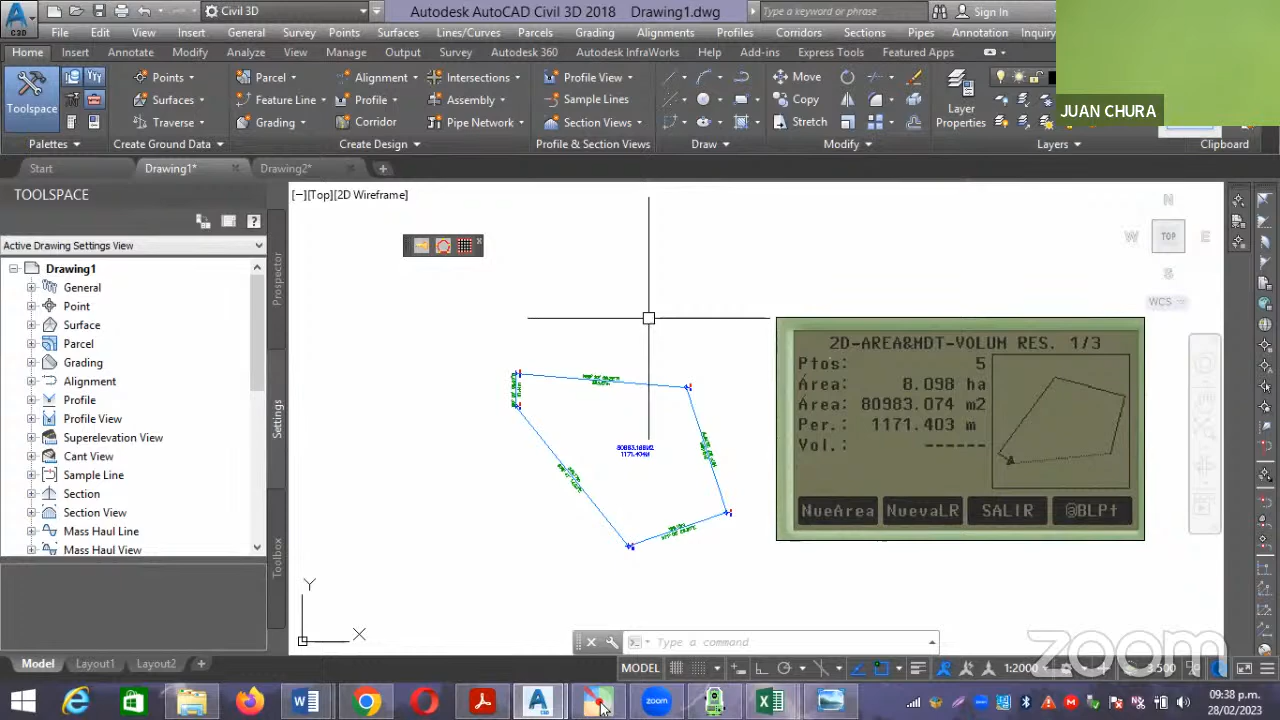 Civil 3D
Autodesk AutoCAD Civil 3D 2018 Drawing1.dwg
Type a keyword or phrase
Sign In
File Edit View Insert General Survey Points Surfaces Lines/Curves Parcels Grading Alignments Profiles Corridors Sections Pipes Annotation Inquiry
Home Insert Annotate Modify Analyze View Manage Output Survey Autodesk 360 Autodesk InfraWorks Help Add-ins Express Tools Featured Apps
Toolspace
Points
Surfaces
Traverse
Parcel
Feature Line
Grading
Alignment
Profile
Corridor
Intersections
Assembly
Pipe Network
Profile View
Sample Lines
Section Views
Move
Copy
Stretch
Layer
Properties
JUAN CHURA
Palettes Create Ground Data Create Design Profile & Section Views Draw Modify Layers Clipboard
Start Drawing1* Drawing2*
TOOLSPACE
[−][Top][2D Wireframe]
Active Drawing Settings View
Drawing1
General
Point
Surface
Parcel
Grading
Alignment
Profile
Profile View
Superelevation View
Cant View
Sample Line
Section
Section View
Mass Haul Line
Mass Haul View
Prospector
Settings
Toolbox
N
W TOP E
S
WCS
2D-AREA&MDT-VOLUM RES. 1/3
Ptos: 5
Área: 8.098 ha
Área: 80983.074 m2
Per.: 1171.403 m
Vol.: ------
NueArea NuevaLR SALIR @BLPt
Y
X
Type a command
Model Layout1 Layout2
MODEL
1:2000
3.500
zoom
zoom
09:38 p.m.
28/02/2023